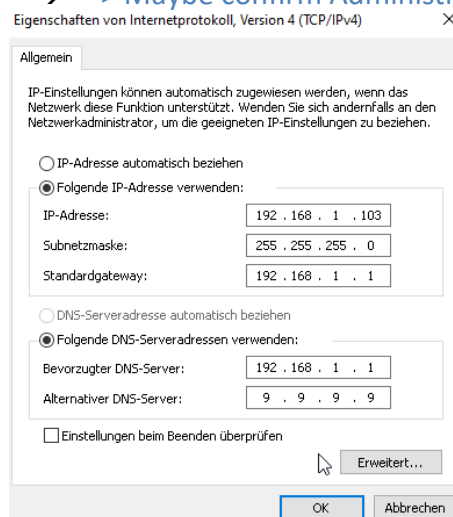 -> Maybe confirm Administr
Eigenschaften von Internetprotokoll, Version 4 (TCP/IPv4)
Allgemein
IP-Einstellungen können automatisch zugewiesen werden, wenn das
Netzwerk diese Funktion unterstützt. Wenden Sie sich andernfalls an den
Netzwerkadministrator, um die geeigneten IP-Einstellungen zu beziehen.
IP-Adresse automatisch beziehen
Folgende IP-Adresse verwenden:
IP-Adresse: 192 . 168 . 1 . 103
Subnetzmaske: 255 . 255 . 255 . 0
Standardgateway: 192 . 168 . 1 . 1
DNS-Serveradresse automatisch beziehen
Folgende DNS-Serveradressen verwenden:
Bevorzugter DNS-Server: 192 . 168 . 1 . 1
Alternativer DNS-Server: 9 . 9 . 9 . 9
Einstellungen beim Beenden überprüfen
Erweitert...
OK Abbrechen